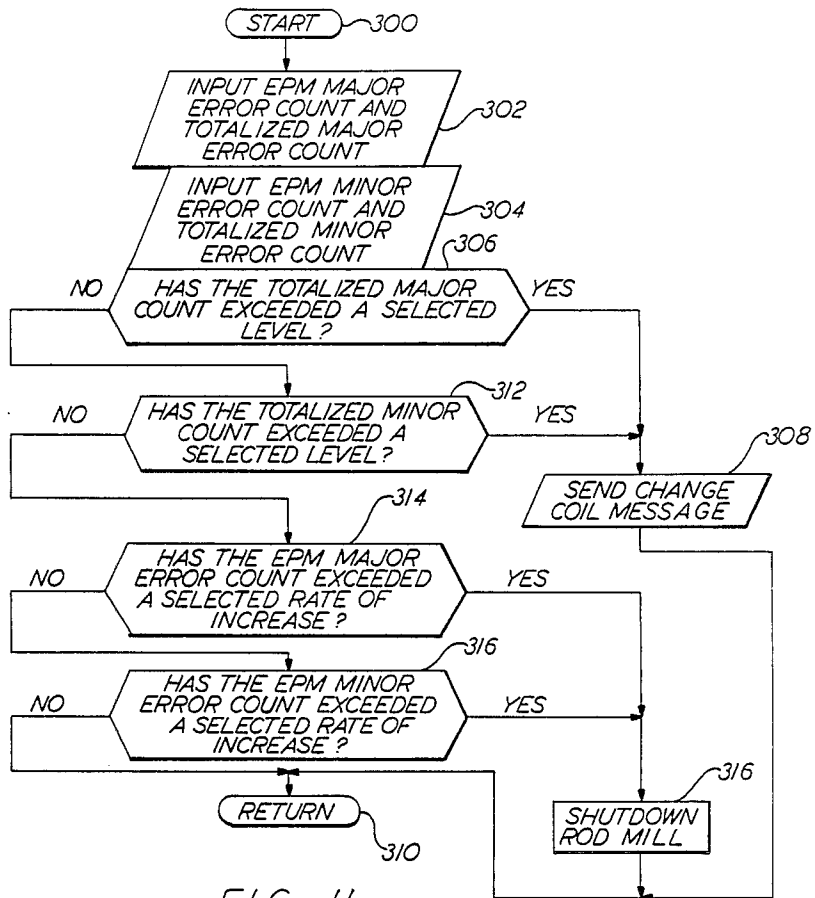 START
300
INPUT EPM MAJOR
ERROR COUNT AND
TOTALIZED MAJOR
ERROR COUNT
302
INPUT EPM MINOR
ERROR COUNT AND
TOTALIZED MINOR
ERROR COUNT
304
306
NO
HAS THE TOTALIZED MAJOR
COUNT EXCEEDED A SELECTED
LEVEL?
YES
312
NO
HAS THE TOTALIZED MINOR
COUNT EXCEEDED A
SELECTED LEVEL?
YES
308
SEND CHANGE
COIL MESSAGE
314
NO
HAS THE EPM MAJOR
ERROR COUNT EXCEEDED
A SELECTED RATE OF
INCREASE?
YES
316
NO
HAS THE EPM MINOR
ERROR COUNT EXCEEDED
A SELECTED RATE OF
INCREASE?
YES
316
SHUTDOWN
ROD MILL
RETURN
310